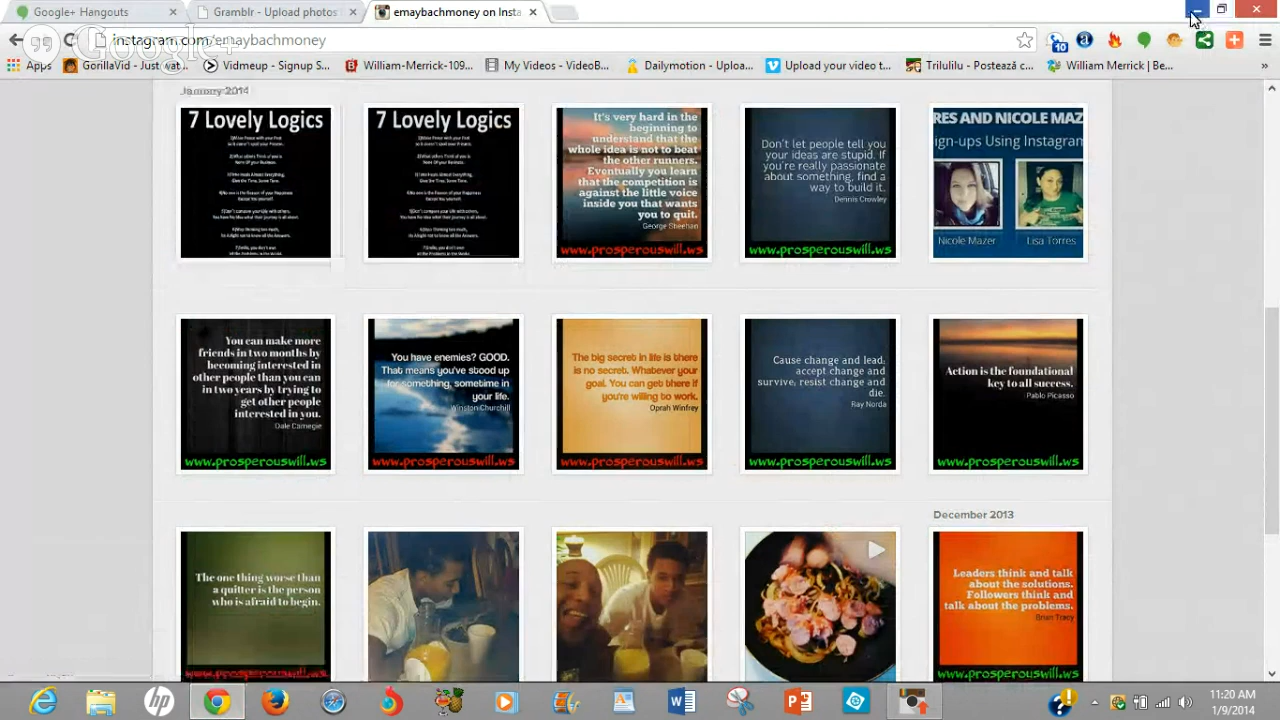 Google+ Hangouts
Gramblr - Upload photos
emaybachmoney on Insta
Google+
instagram.com/emaybachmoney
10
Apps
Gorilla Viral Just
William-Merrick-109...
Vidmeup - Signup S...
My Videos - VideoB...
Dailymotion - Uploa...
Upload your video t...
Trilulilu - Postează c...
William Merrick | Be...
»
January 2014
7 Lovely Logics
7 Lovely Logics
It's very hard in the
beginning to
understand that the
whole idea is not to beat
the other runners.
Eventually you learn
that the competition is
against the little voice
inside you that wants
you to quit.
George Sheehan
www.prosperouswill.ws
Don't let people tell you
your ideas are stupid. If
you're really passionate
about something, find a
way to build it.
Dennis Crowley
www.prosperouswill.ws
RES AND NICOLE MAZ
ign-ups Using Instagram
Nicole Mazer
Lisa Torres
You can make more
friends in two months by
becoming interested in
other people than you can
in two years by trying to
get other people
interested in you.
Dale Carnegie
www.prosperouswill.ws
You have enemies? GOOD.
That means you've stood up
for something, sometime in
your life.
Winston Churchill
www.prosperouswill.ws
The big secret in life is there
is no secret. Whatever your
goal. You can get there if
you're willing to work.
Oprah Winfrey
www.prosperouswill.ws
Cause change and lead;
accept change and
survive; resist change and
die.
Ray Norda
www.prosperouswill.ws
Action is the foundational
key to all success.
Pablo Picasso
www.prosperouswill.ws
December 2013
The one thing worse than
a quitter is the person
who is afraid to begin.
www.prosperouswill.ws
Leaders think and talk
about the solutions.
Followers think and
talk about the problems.
Brian Tracy
11:20 AM
1/9/2014